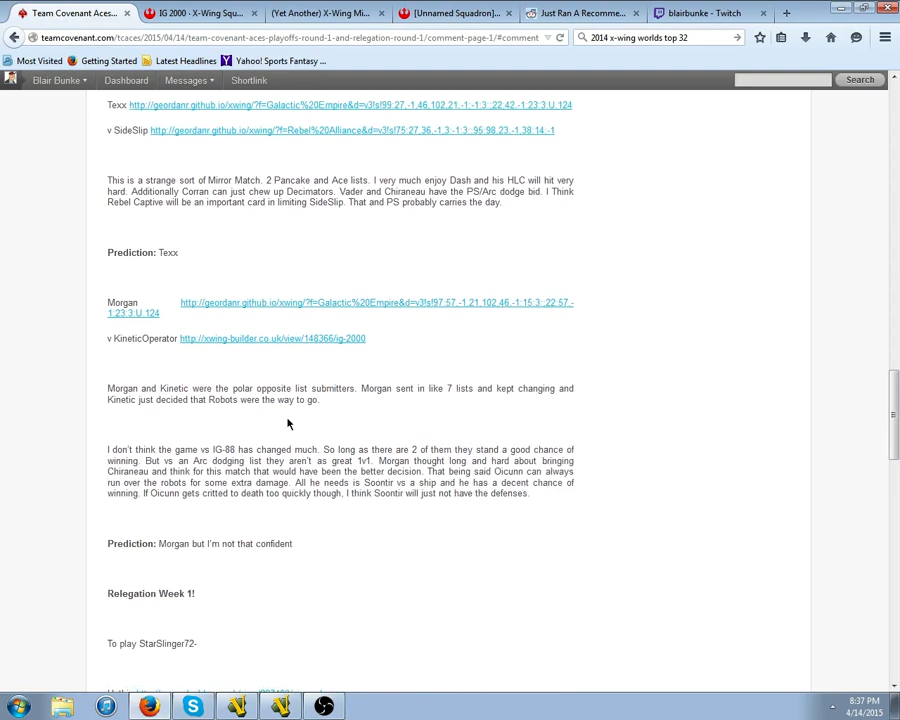 Team Covenant Aces...
IG 2000 - X-Wing Squ...
(Yet Another) X-Wing Mi...
[Unnamed Squadron]...
Just Ran A Recomme...
blairbunke - Twitch
teamcovenant.com/tcaces/2015/04/14/team-covenant-aces-playoffs-round-1-and-relegation-round-1/comment-page-1/#comment
2014 x-wing worlds top 32
Most Visited
Getting Started
Latest Headlines
Yahoo! Sports Fantasy ...
Blair Bunke
Dashboard
Messages
Shortlink
Search
Texx http://geordanr.github.io/xwing/?f=Galactic%20Empire&d=v3!s!99:27,-1,46,102,21,-1:-1:3:;22:42,-1,23:3:U.124
v SideSlip http://geordanr.github.io/xwing/?f=Rebel%20Alliance&d=v3!s!75:27,36,-1,3:-1:3:;95:98,23,-1,38:14:-1
This is a strange sort of Mirror Match. 2 Pancake and Ace lists. I very much enjoy Dash and his HLC will hit very
hard. Additionally Corran can just chew up Decimators. Vader and Chiraneau have the PS/Arc dodge bid. I Think
Rebel Captive will be an important card in limiting SideSlip. That and PS probably carries the day.
Prediction: Texx
Morgan http://geordanr.github.io/xwing/?f=Galactic%20Empire&d=v3!s!97:57,-1,21,102,46,-1:15:3:;22:57,-
1,23:3:U.124
v KineticOperator http://xwing-builder.co.uk/view/148366/ig-2000
Morgan and Kinetic were the polar opposite list submitters. Morgan sent in like 7 lists and kept changing and
Kinetic just decided that Robots were the way to go.
I don't think the game vs IG-88 has changed much. So long as there are 2 of them they stand a good chance of
winning. But vs an Arc dodging list they aren't as great 1v1. Morgan thought long and hard about bringing
Chirneau and think for this match that would have been the better decision. That being said Oicunn can always
run over the robots for some extra damage. All he needs is Soontir vs a ship and he has a decent chance of
winning. If Oicunn gets critted to death too quickly though, I think Soontir will just not have the defenses.
Prediction: Morgan but I'm not that confident
Relegation Week 1!
To play StarSlinger72-
8:37 PM
4/14/2015